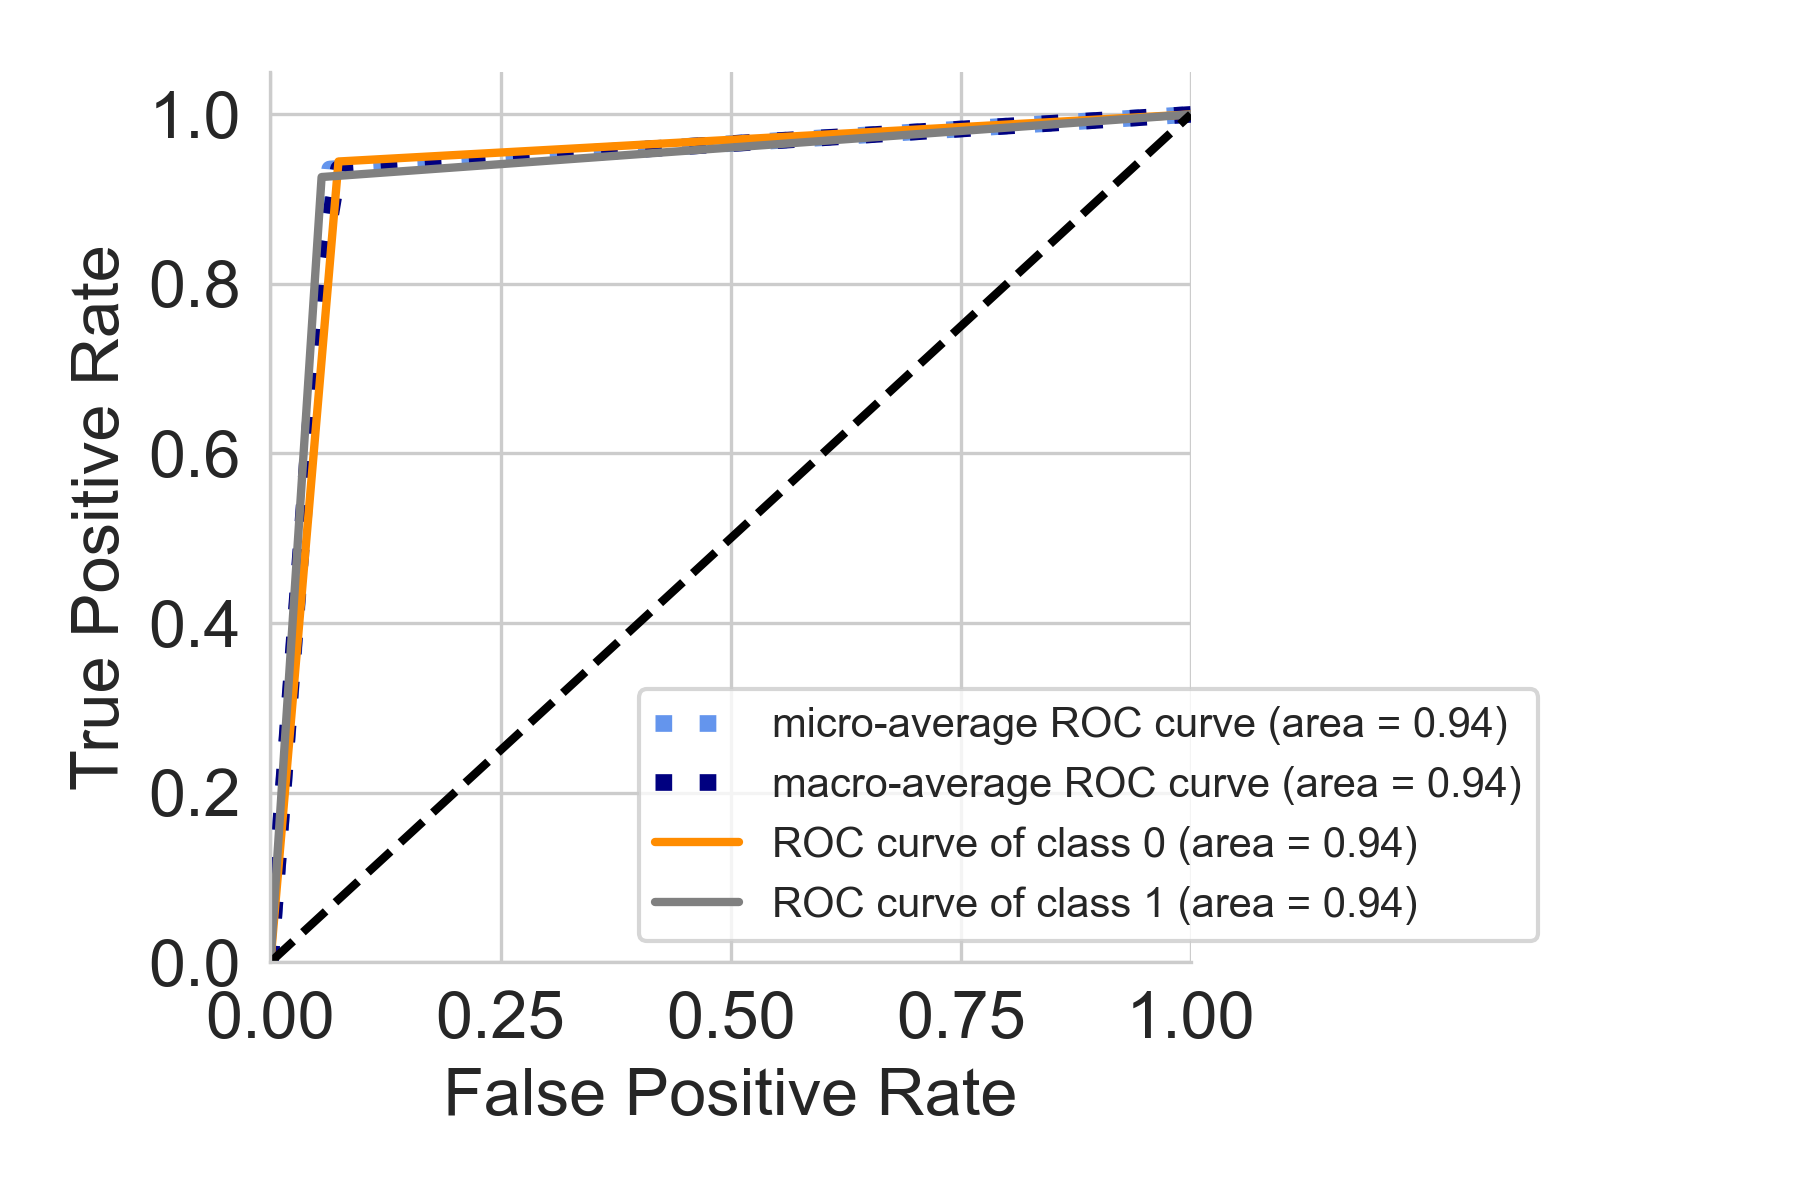 True Positive Rate
1.0
0.8
0.6
0.4
0.2
0.0
0.00 0.25 0.50 0.75 1.00
False Positive Rate
micro-average ROC curve (area = 0.94)
macro-average ROC curve (area = 0.94)
ROC curve of class 0 (area = 0.94)
ROC curve of class 1 (area = 0.94)